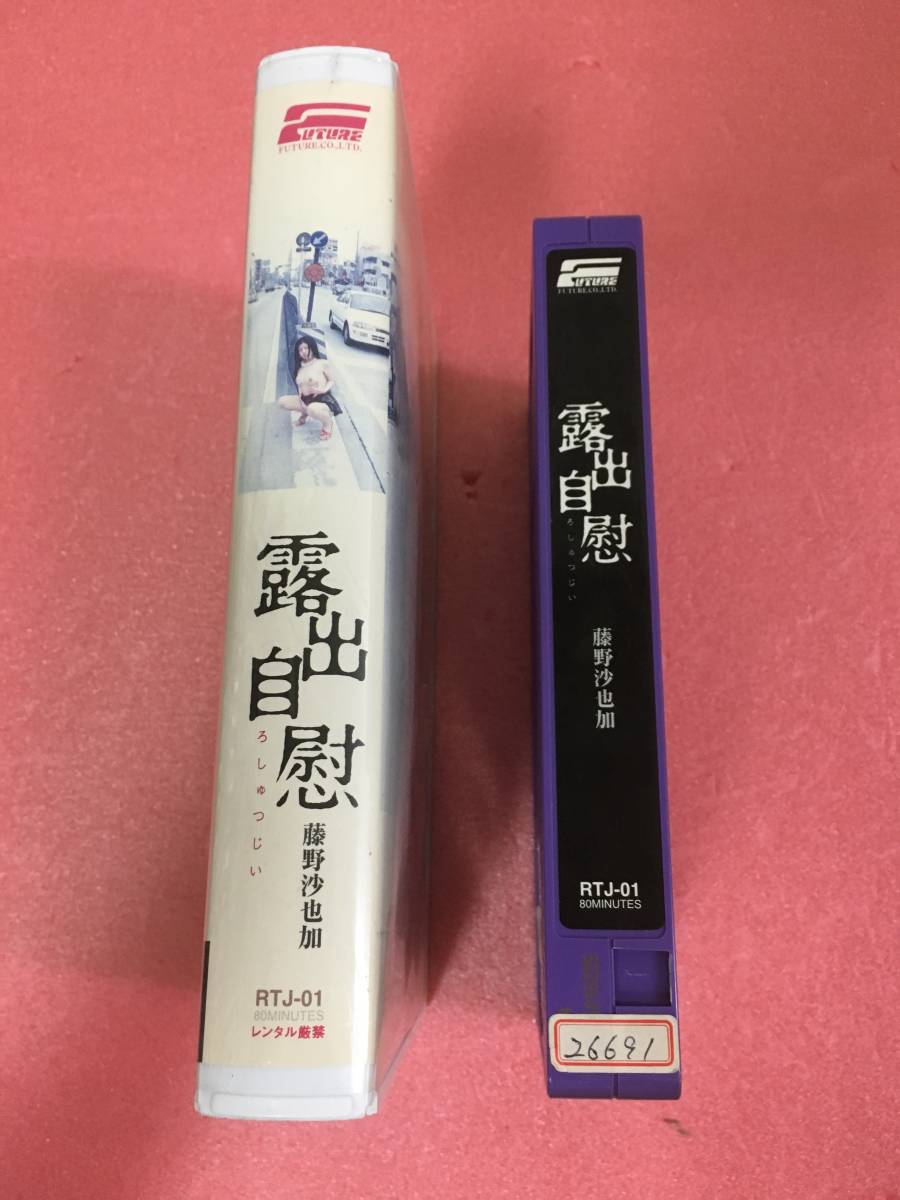 FUTURE
FUTURE.CO.,LTD.
露出自慰
ろしゅつじい
藤野沙也加
RTJ-01
80MINUTES
レンタル厳禁
FUTURE
FUTURE.CO.,LTD.
露出自慰
ろしゅつじい
藤野沙也加
RTJ-01
80MINUTES
26691